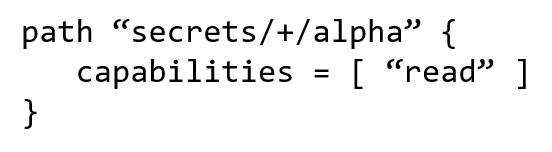 path “secrets/+/alpha” {
   capabilities = [ “read” ]
}